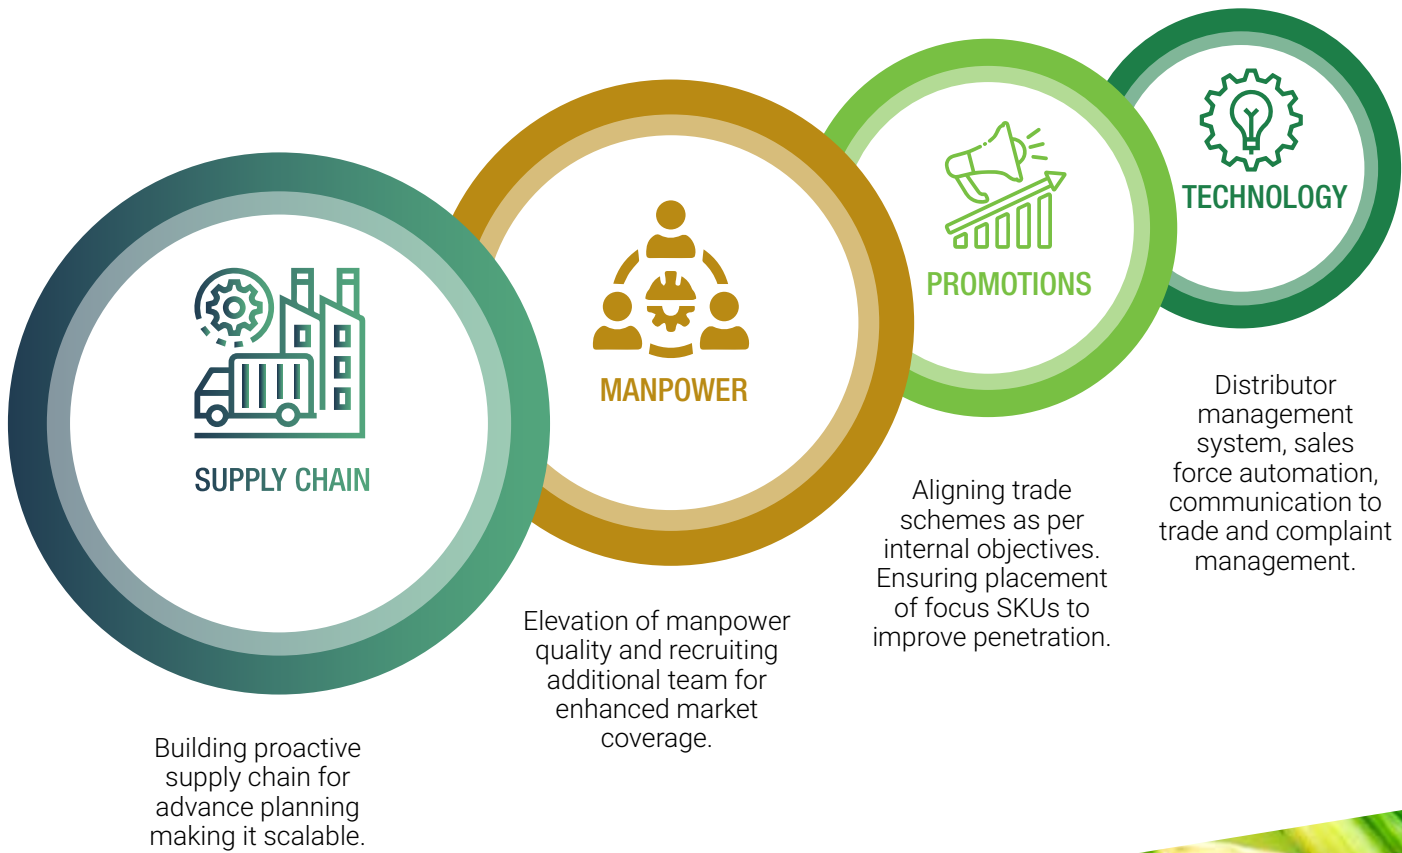 SUPPLY CHAIN
Building proactive
supply chain for
advance planning
making it scalable.
MANPOWER
Elevation of manpower
quality and recruiting
additional team for
enhanced market
coverage.
PROMOTIONS
Aligning trade
schemes as per
internal objectives.
Ensuring placement
of focus SKUs to
improve penetration.
TECHNOLOGY
Distributor
management
system, sales
force automation,
communication to
trade and complaint
management.